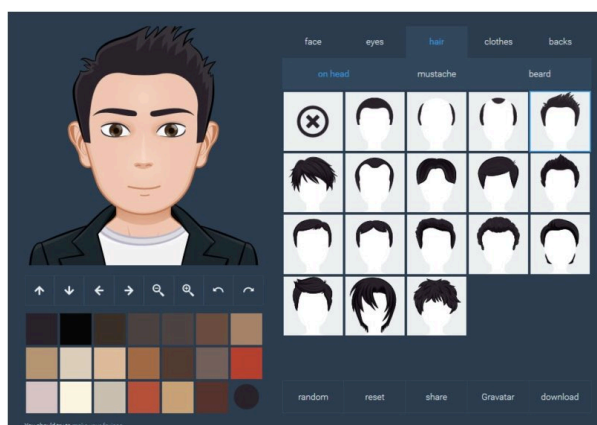 face eyes hair clothes backs
on head mustache beard
random reset share Gravatar download